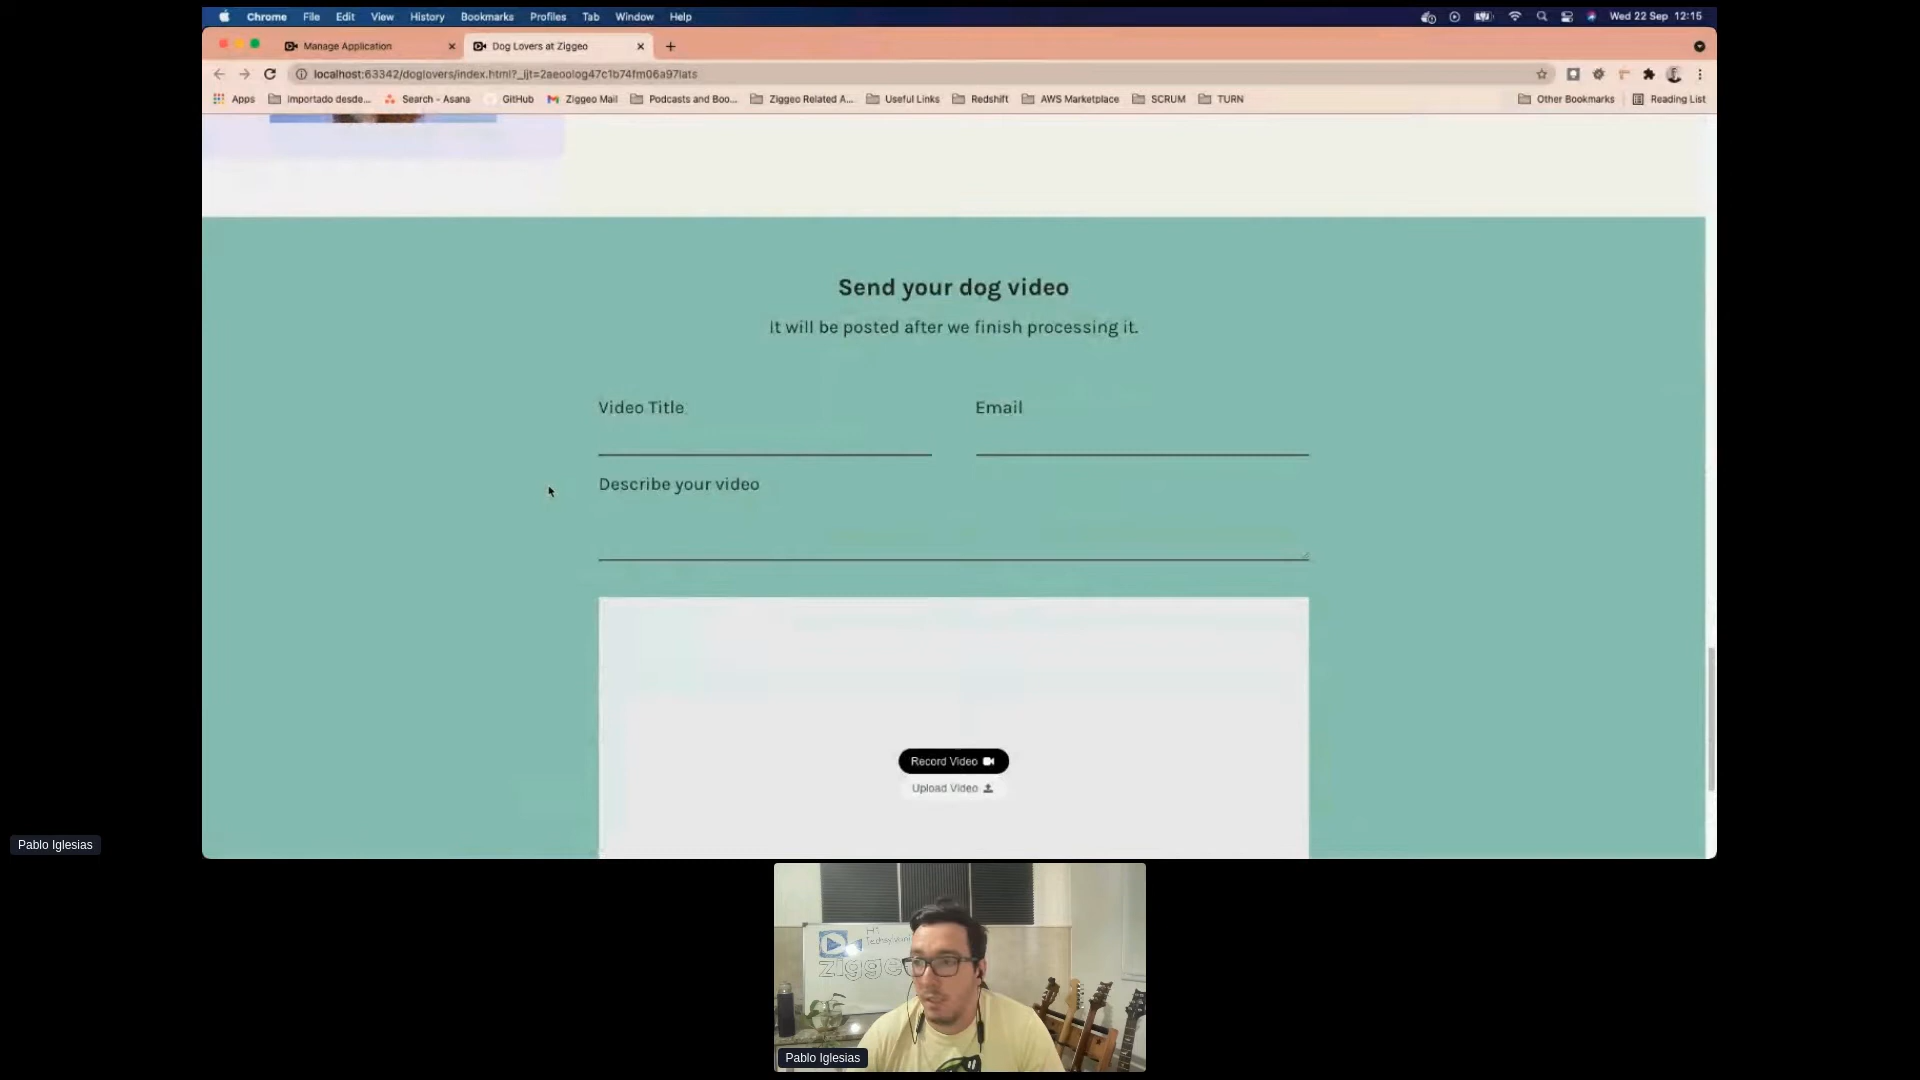 Chrome File Edit View History Bookmarks Profiles Tab Window Help
Wed 22 Sep 12:15
Manage Application
Dog Lovers at Ziggeo
localhost:63342/doglovers/index.html?_ijt=2aeoolog47c1b74fm06a97lats
Apps Importado desde... Search - Asana GitHub Ziggeo Mail Podcasts and Boo... Ziggeo Related A... Useful Links Redshift AWS Marketplace SCRUM TURN Other Bookmarks Reading List
Send your dog video
It will be posted after we finish processing it.
Video Title
Email
Describe your video
Record Video
Upload Video
Pablo Iglesias
Hi
zigge
Pablo Iglesias